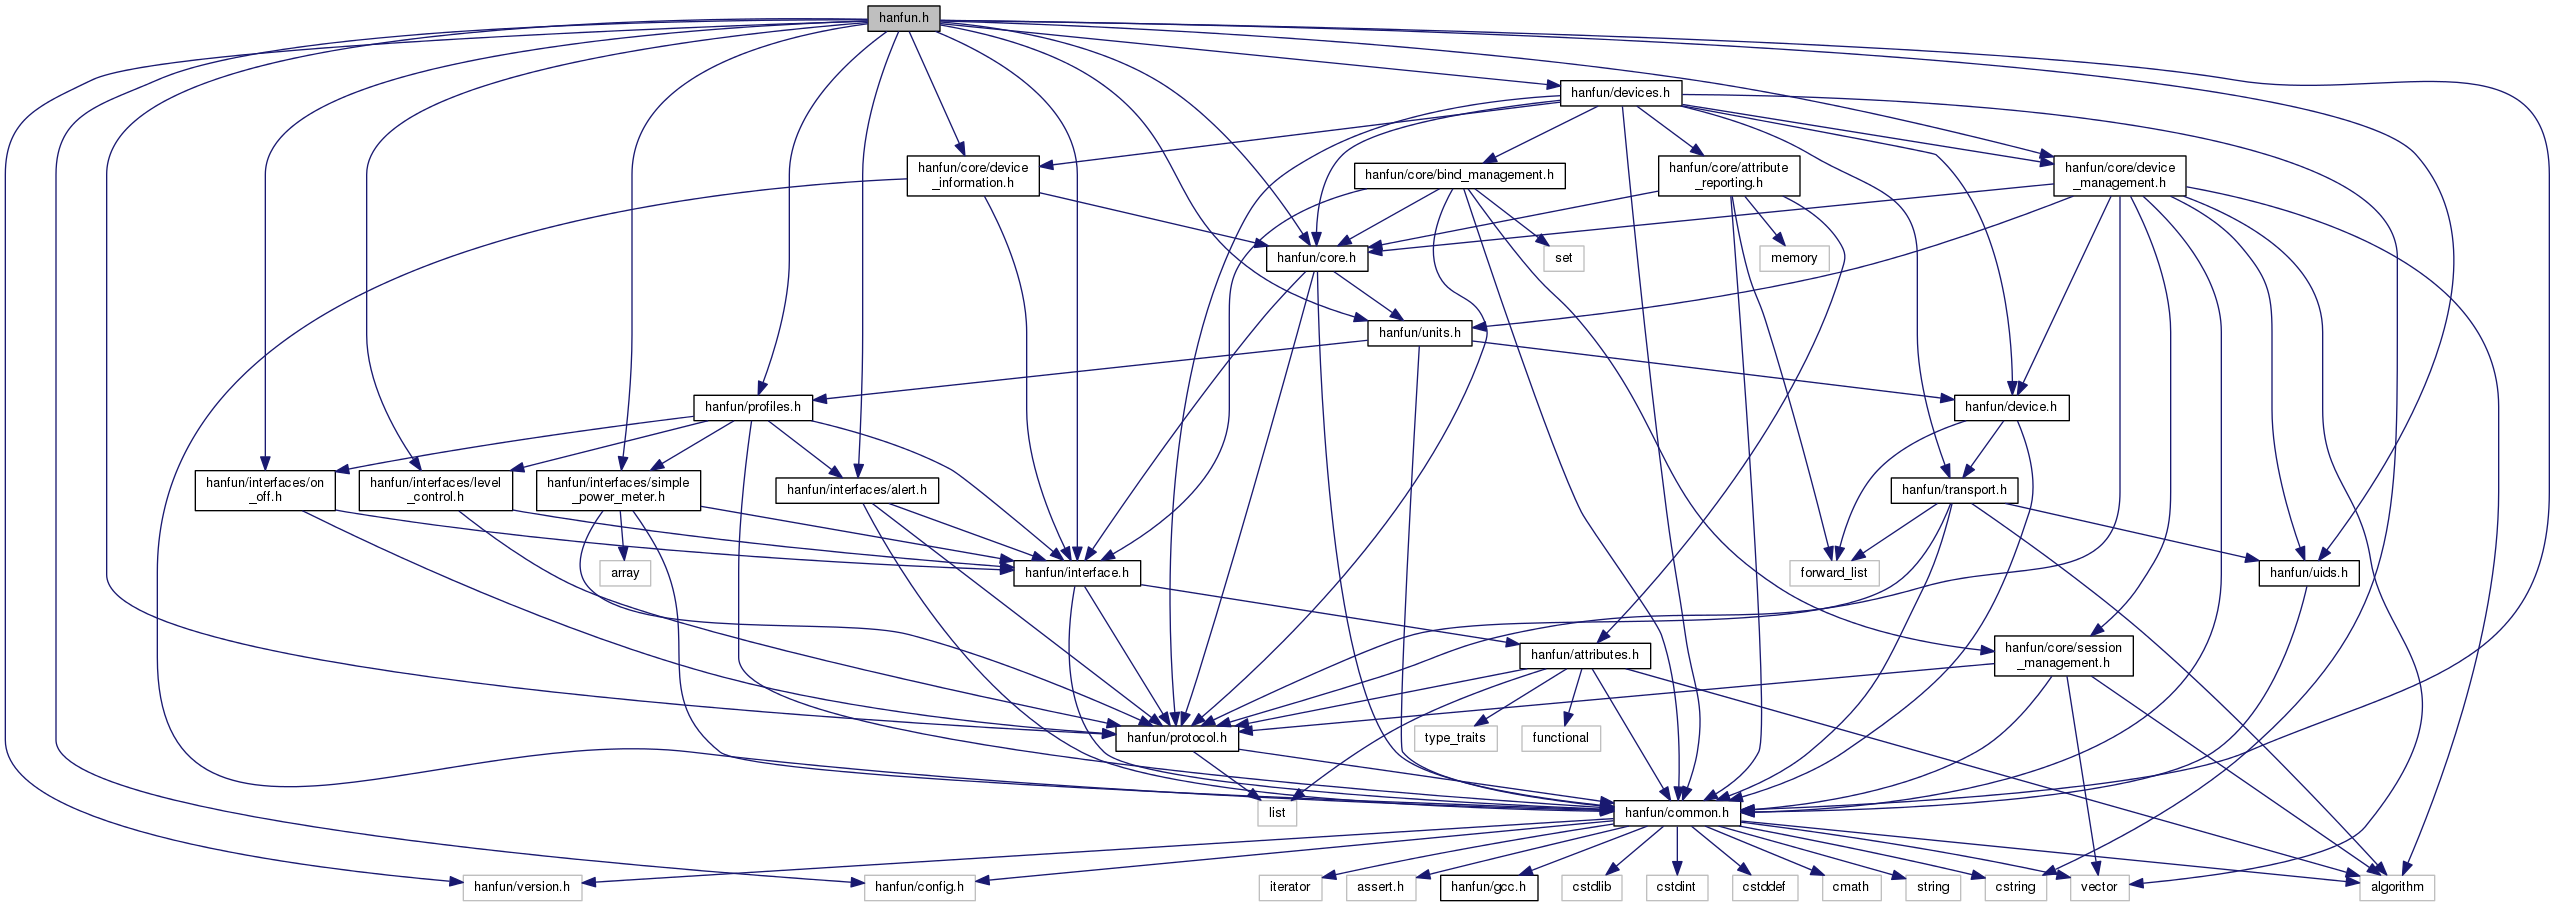 hanfun.h
hanfun/devices.h
hanfun/core/device
_information.h
hanfun/core/bind_management.h
hanfun/core/attribute
_reporting.h
hanfun/core/device
_management.h
hanfun/core.h
set
memory
hanfun/units.h
hanfun/profiles.h
hanfun/device.h
hanfun/interfaces/on
_off.h
hanfun/interfaces/level
_control.h
hanfun/interfaces/simple
_power_meter.h
hanfun/interfaces/alert.h
hanfun/transport.h
array
hanfun/interface.h
forward_list
hanfun/uids.h
hanfun/attributes.h
hanfun/core/session
_management.h
hanfun/protocol.h
type_traits
functional
list
hanfun/common.h
hanfun/version.h
hanfun/config.h
iterator
assert.h
hanfun/gcc.h
cstdlib
cstdint
cstddef
cmath
string
cstring
vector
algorithm